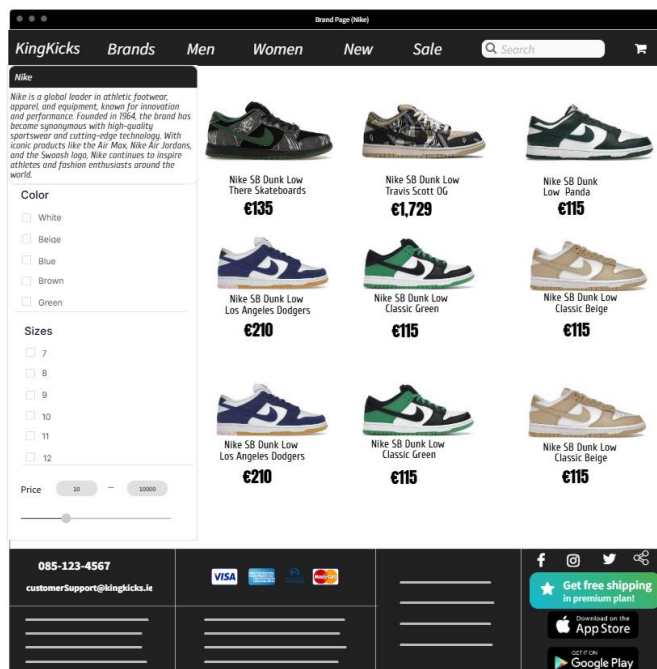 Brand Page (Nike)
KingKicks Brands Men Women New Sale Search
Nike
Nike is a global leader in athletic footwear,
apparel, and equipment, known for innovation
and performance. Founded in 1964, the brand has
become synonymous with high-quality
sportswear and cutting-edge technology. With
iconic products like the Air Max, Nike Air Jordans,
and the Swoosh logo, Nike continues to inspire
athletes and fashion enthusiasts around the
world.
Color
White
Beige
Blue
Brown
Green
Sizes
7
8
9
10
11
12
Price 10 – 10000
Nike SB Dunk Low
There Skateboards
€135
Nike SB Dunk Low
Travis Scott OG
€1,729
Nike SB Dunk
Low Panda
€115
Nike SB Dunk Low
Los Angeles Dodgers
€210
Nike SB Dunk Low
Classic Green
€115
Nike SB Dunk Low
Classic Beige
€115
Nike SB Dunk Low
Los Angeles Dodgers
€210
Nike SB Dunk Low
Classic Green
€115
Nike SB Dunk Low
Classic Beige
€115
085-123-4567
customerSupport@kingkicks.ie
VISA
MasterCard
Get free shipping
in premium plan!
Download on the
App Store
GET IT ON
Google Play